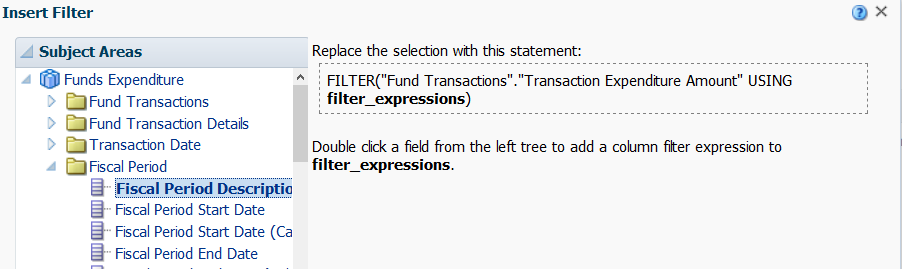 Insert Filter
Subject Areas
Funds Expenditure
Fund Transactions
Fund Transaction Details
Transaction Date
Fiscal Period
Fiscal Period Descriptio
Fiscal Period Start Date
Fiscal Period Start Date (Ca
Fiscal Period End Date
Replace the selection with this statement:
FILTER("Fund Transactions"."Transaction Expenditure Amount" USING
filter_expressions)
Double click a field from the left tree to add a column filter expression to
filter_expressions.